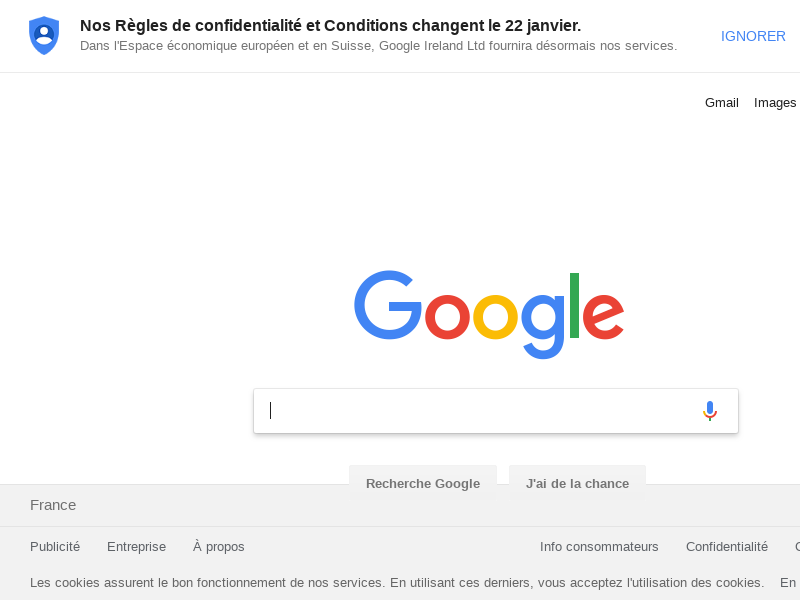 Nos Règles de confidentialité et Conditions changent le 22 janvier.
Dans l'Espace économique européen et en Suisse, Google Ireland Ltd fournira désormais nos services.
IGNORER
Gmail Images
Google
Recherche Google J'ai de la chance
France
Publicité Entreprise À propos Info consommateurs Confidentialité
Les cookies assurent le bon fonctionnement de nos services. En utilisant ces derniers, vous acceptez l'utilisation des cookies. En